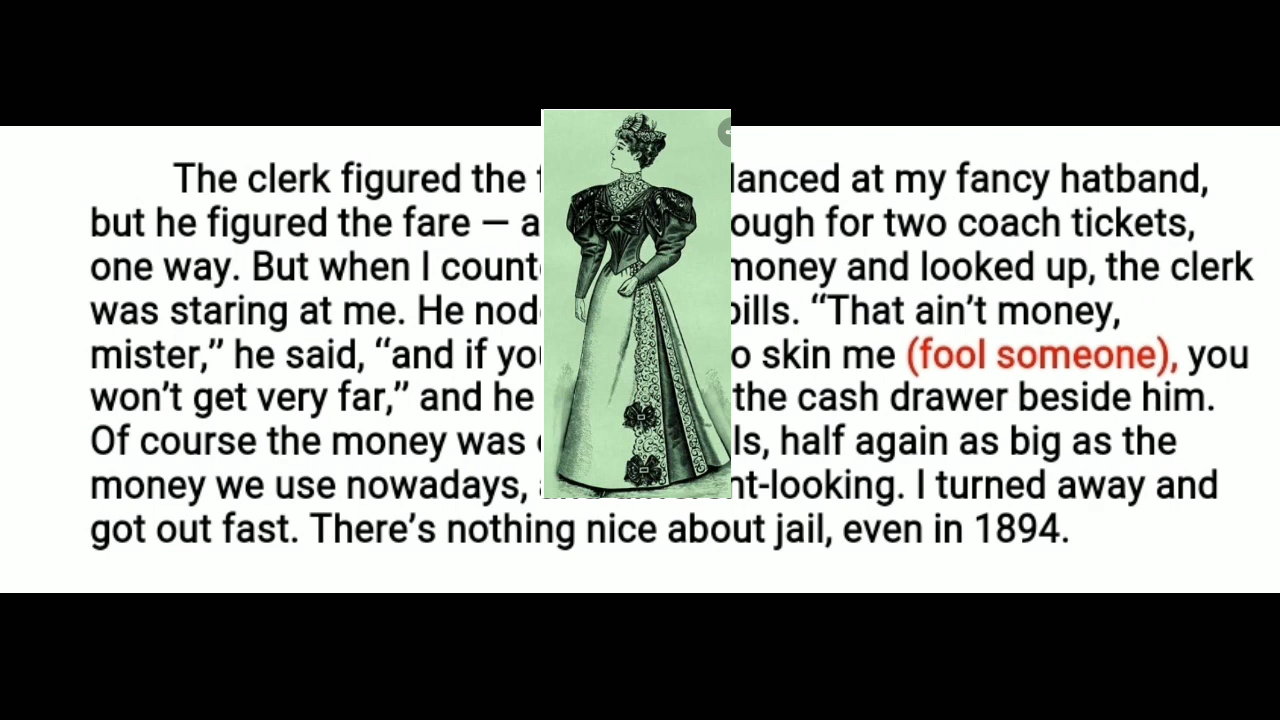 The clerk figured the lanced at my fancy hatband,
but he figured the fare — a ough for two coach tickets,
one way. But when I count money and looked up, the clerk
was staring at me. He nod bills. “That ain’t money,
mister,” he said, “and if yo o skin me (fool someone), you
won’t get very far,” and he the cash drawer beside him.
Of course the money was ls, half again as big as the
money we use nowadays, nt-looking. I turned away and
got out fast. There’s nothing nice about jail, even in 1894.